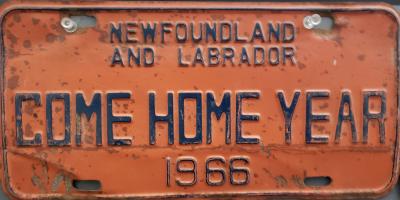 NEWFOUNDLAND
AND LABRADOR
COME HOME YEAR
1966